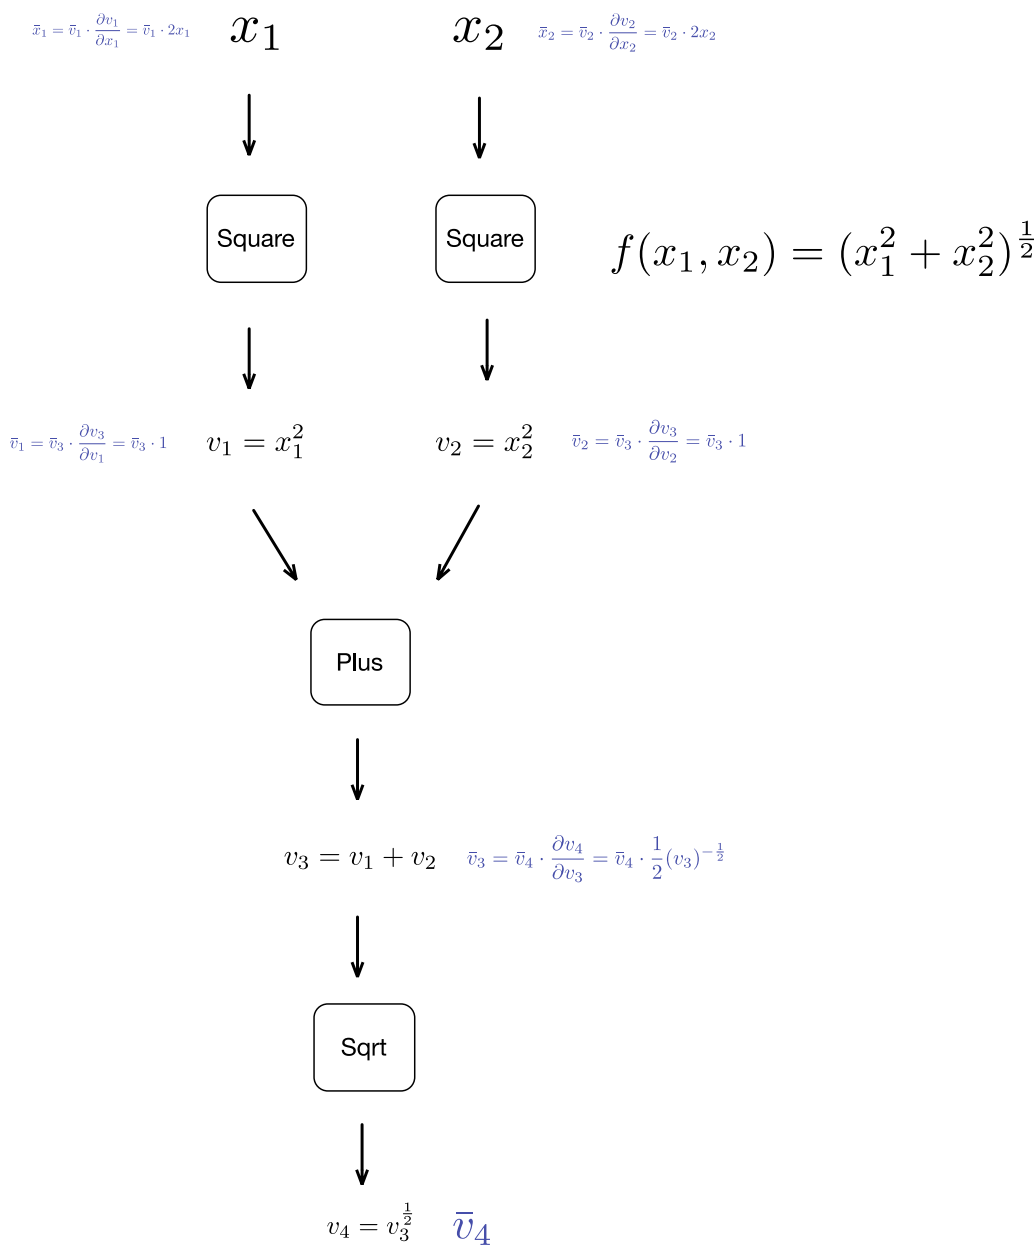 x̄₁ = v̄₁ · ∂v₁/∂x₁ = v̄₁ · 2x₁
x₁
x₂
x̄₂ = v̄₂ · ∂v₂/∂x₂ = v̄₂ · 2x₂
Square
Square
f(x₁, x₂) = (x₁² + x₂²)^(1/2)
v̄₁ = v̄₃ · ∂v₃/∂v₁ = v̄₃ · 1
v₁ = x₁²
v₂ = x₂²
v̄₂ = v̄₃ · ∂v₃/∂v₂ = v̄₃ · 1
Plus
v₃ = v₁ + v₂
v̄₃ = v̄₄ · ∂v₄/∂v₃ = v̄₄ · 1/2 (v₃)^(-1/2)
Sqrt
v₄ = v₃^(1/2)
v̄₄